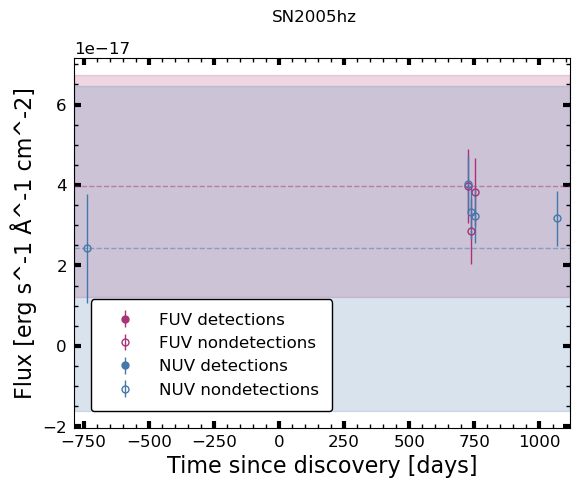 SN2005hz
1e−17
Flux [erg s^-1 Å^-1 cm^-2]
6
4
2
0
−2
FUV detections
FUV nondetections
NUV detections
NUV nondetections
−750 −500 −250 0 250 500 750 1000
Time since discovery [days]